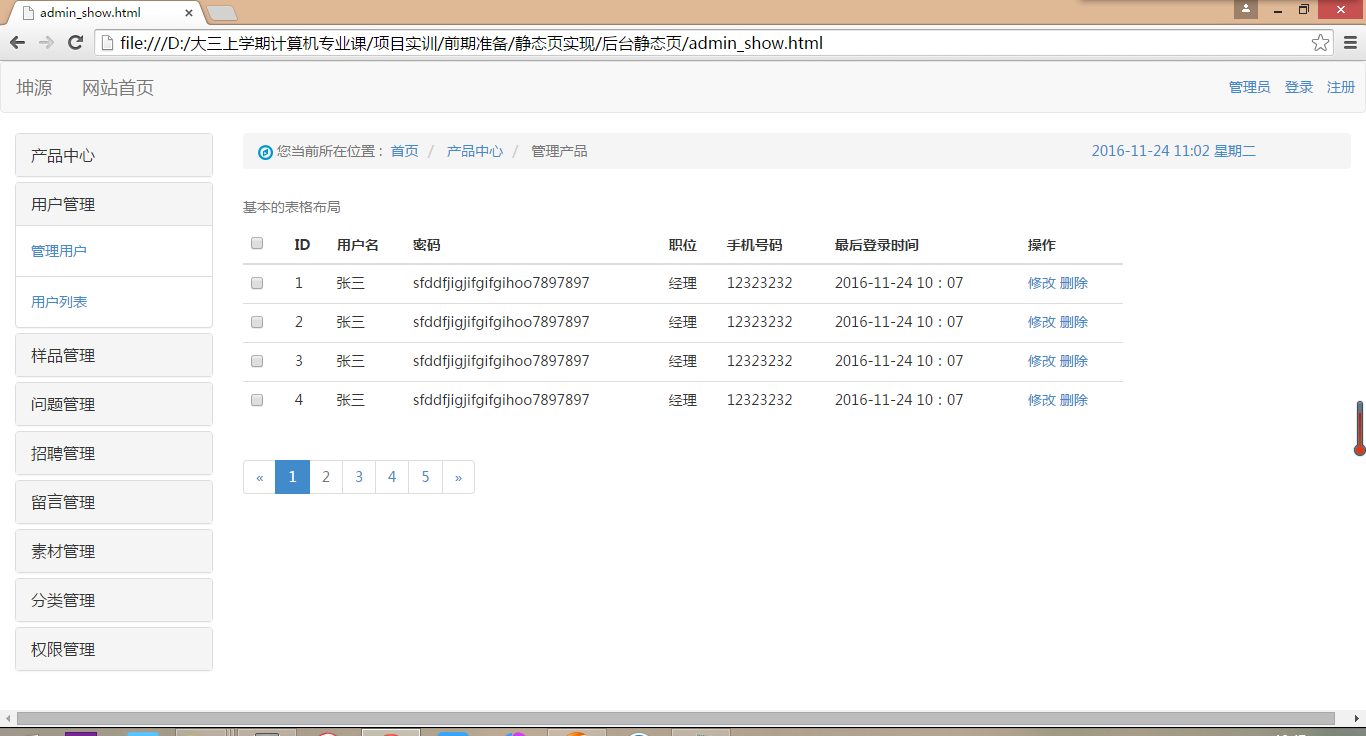 admin_show.html
file:///D:/大三上学期计算机专业课/项目实训/前期准备/静态页实现/后台静态页/admin_show.html
坤源 网站首页 管理员 登录 注册
产品中心
用户管理
管理用户
用户列表
样品管理
问题管理
招聘管理
留言管理
素材管理
分类管理
权限管理
您当前所在位置： 首页 / 产品中心 / 管理产品 2016-11-24 11:02 星期二
基本的表格布局
ID 用户名 密码 职位 手机号码 最后登录时间 操作
1 张三 sfddfjigjifgifgihoo7897897 经理 12323232 2016-11-24 10：07 修改 删除
2 张三 sfddfjigjifgifgihoo7897897 经理 12323232 2016-11-24 10：07 修改 删除
3 张三 sfddfjigjifgifgihoo7897897 经理 12323232 2016-11-24 10：07 修改 删除
4 张三 sfddfjigjifgifgihoo7897897 经理 12323232 2016-11-24 10：07 修改 删除
« 1 2 3 4 5 »